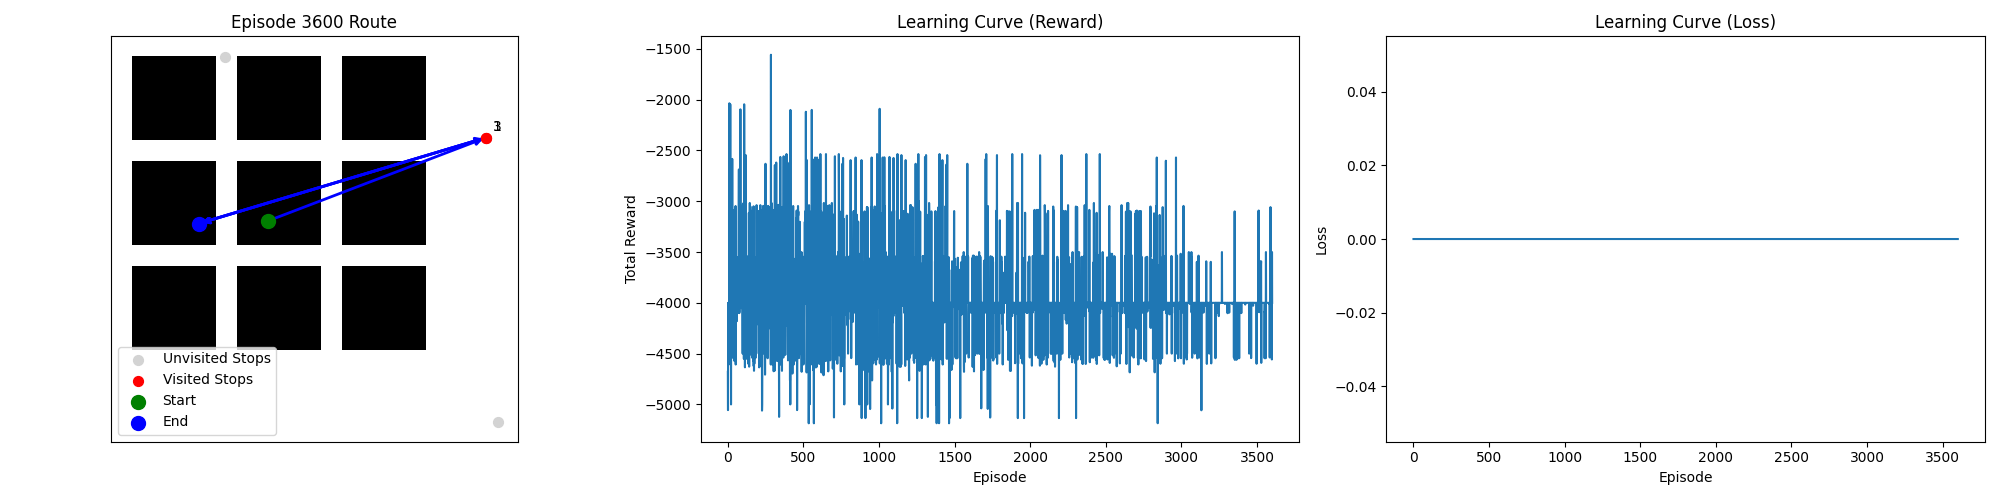 Episode 3600 Route
Unvisited Stops
Visited Stops
Start
End
Learning Curve (Reward)
Total Reward
−1500
−2000
−2500
−3000
−3500
−4000
−4500
−5000
0 500 1000 1500 2000 2500 3000 3500
Episode
Learning Curve (Loss)
Loss
0.04
0.02
0.00
−0.02
−0.04
0 500 1000 1500 2000 2500 3000 3500
Episode